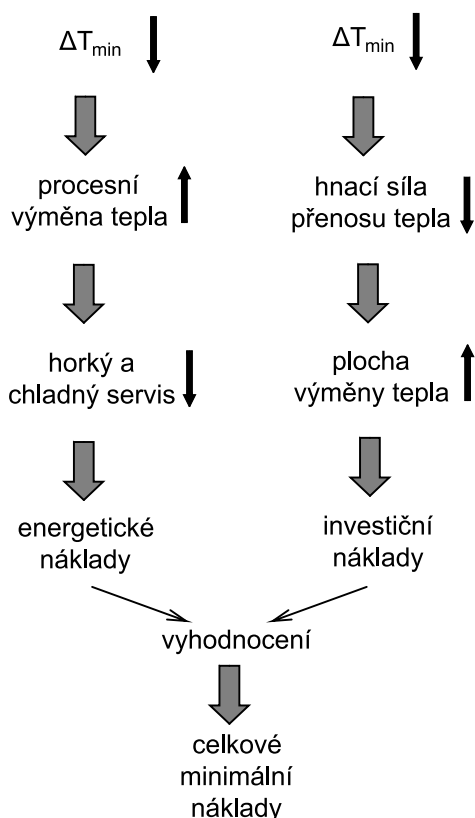 ΔTmin
procesní
výměna tepla
horký a
chladný servis
energetické
náklady
ΔTmin
hnací síla
přenosu tepla
plocha
výměny tepla
investiční
náklady
vyhodnocení
celkové
minimální
náklady